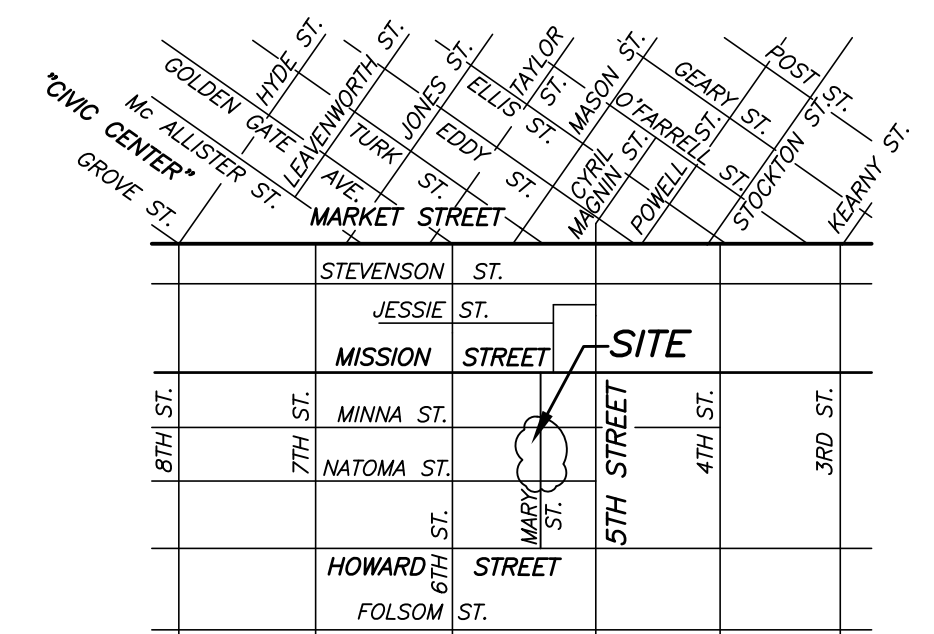 "CIVIC CENTER"
GROVE ST.
Mc ALLISTER ST.
GOLDEN GATE AVE.
HYDE ST.
TURK ST.
LEAVENWORTH ST.
EDDY ST.
JONES ST.
ELLIS ST.
TAYLOR ST.
O'FARRELL ST.
MASON ST.
GEARY ST.
CYRIL MAGNIN ST.
POWELL ST.
POST ST.
STOCKTON ST.
KEARNY ST.
MARKET STREET
STEVENSON ST.
JESSIE ST.
SITE
MISSION STREET
8TH ST.
7TH ST.
MINNA ST.
5TH STREET
4TH ST.
3RD ST.
NATOMA ST.
6TH ST.
MARY ST.
HOWARD STREET
FOLSOM ST.